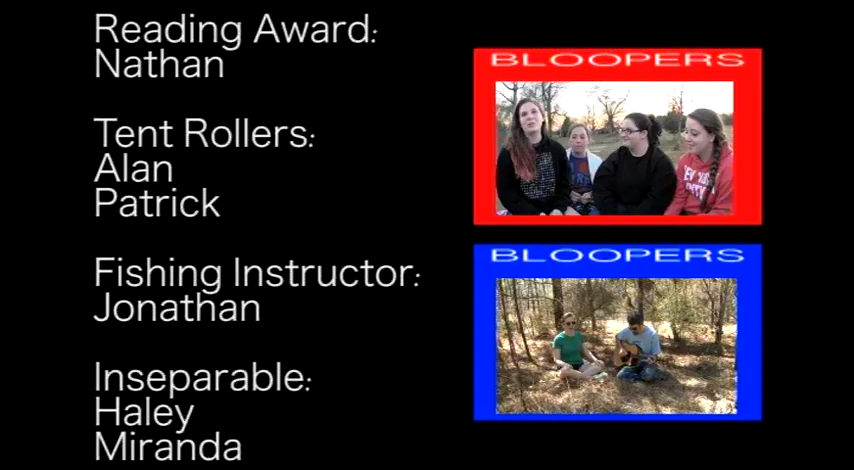 Reading Award:
Nathan
Tent Rollers:
Alan
Patrick
Fishing Instructor:
Jonathan
Inseparable:
Haley
Miranda
BLOOPERS
BLOOPERS